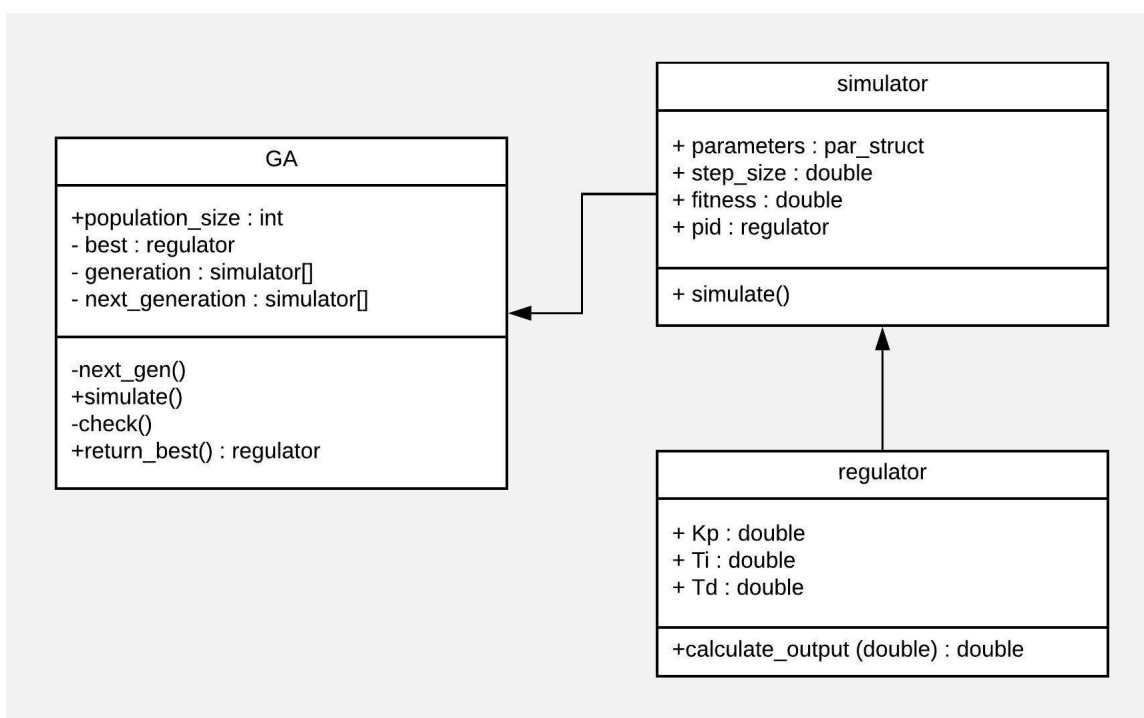 GA
+population_size : int
- best : regulator
- generation : simulator[]
- next_generation : simulator[]
-next_gen()
+simulate()
-check()
+return_best() : regulator
simulator
+ parameters : par_struct
+ step_size : double
+ fitness : double
+ pid : regulator
+ simulate()
regulator
+ Kp : double
+ Ti : double
+ Td : double
+calculate_output (double) : double